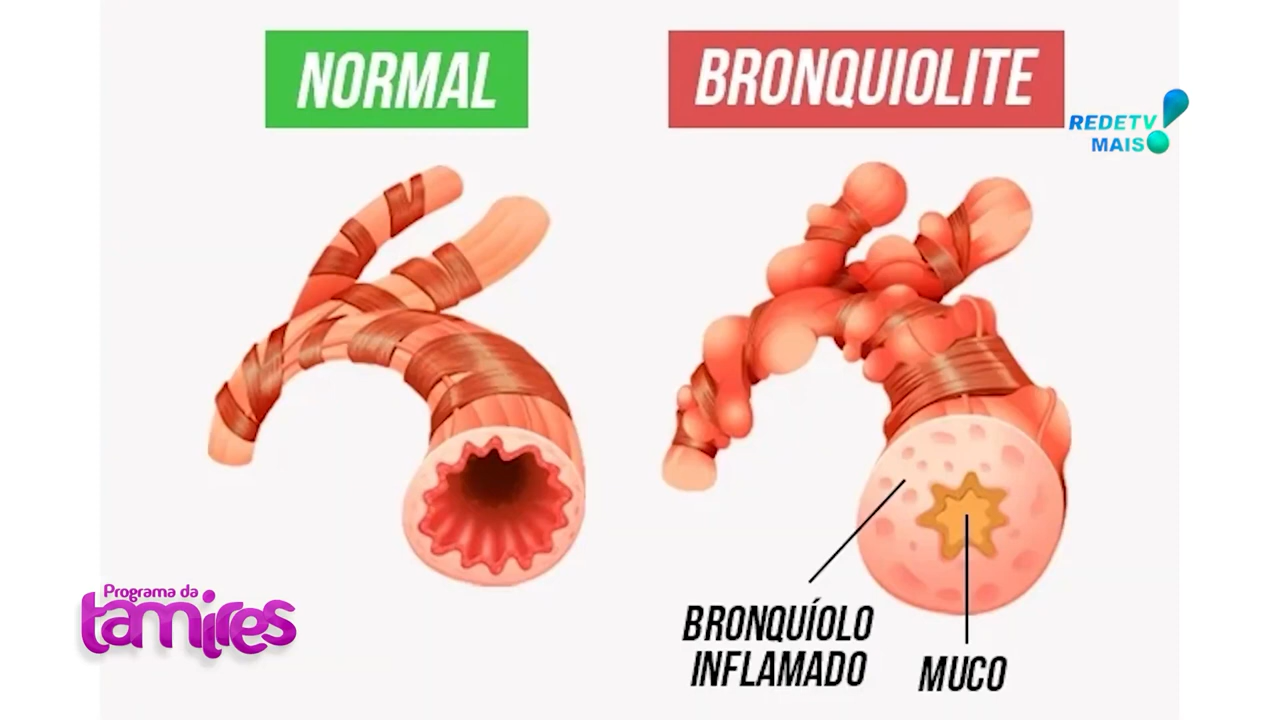 NORMAL
BRONQUIOLITE
REDETV
MAIS
BRONQUÍOLO
INFLAMADO
MUCO
Programa da
tamires